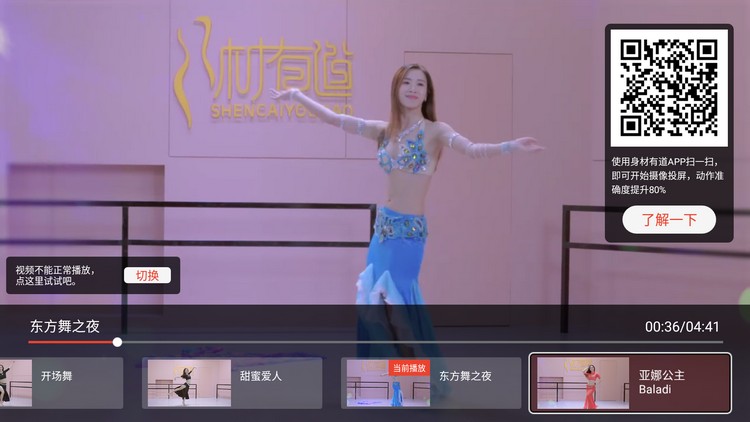 身材有道
SHENCAIYOUDAO
使用身材有道APP扫一扫，
即可开始摄像投屏，动作准
确度提升80%
了解一下
视频不能正常播放，
点这里试试吧。
切换
东方舞之夜
00:36/04:41
开场舞
甜蜜爱人
当前播放
东方舞之夜
亚娜公主
Baladi